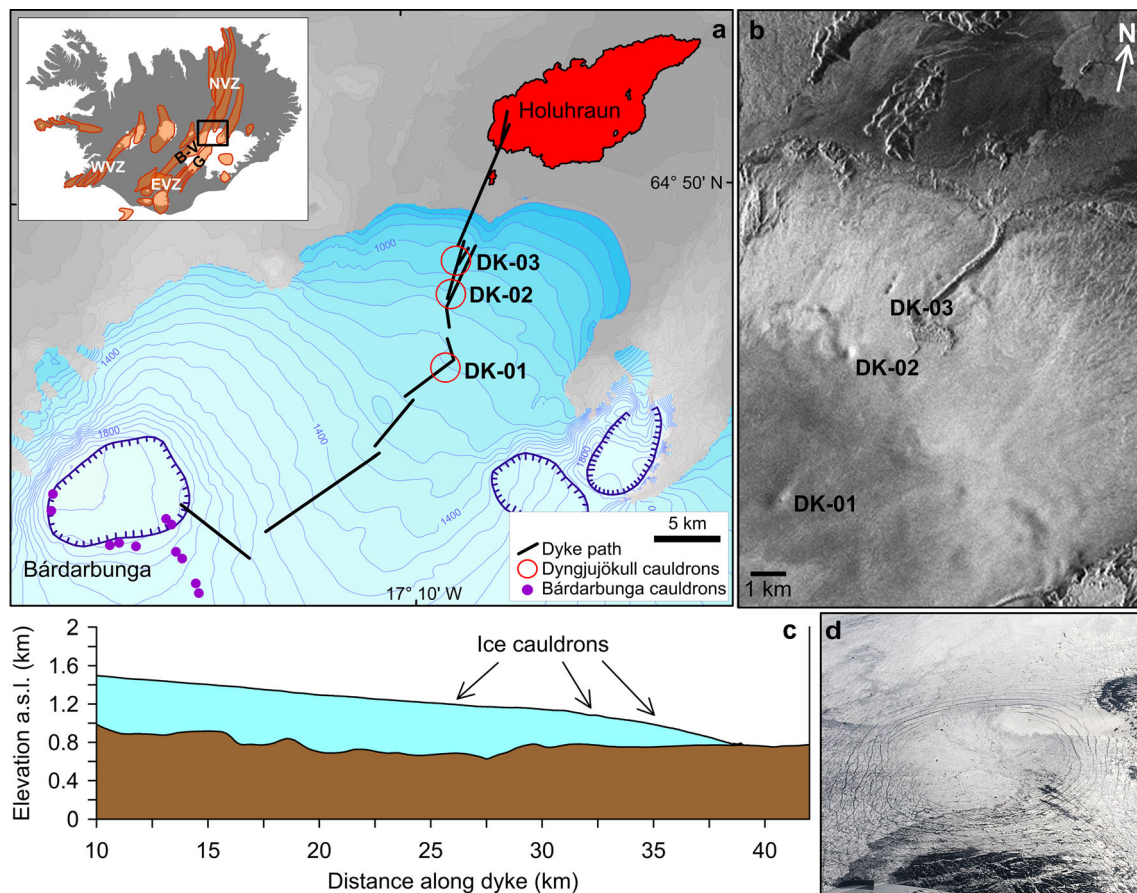 a
NVZ
WVZ
B-V
G
EVZ
Holuhraun
64° 50' N
1000
DK-03
DK-02
DK-01
1400
1800
1400
1400
1800
Bárdarbunga
17° 10' W
5 km
Dyke path
Dyngjujökull cauldrons
Bárdarbunga cauldrons
b
N
DK-03
DK-02
DK-01
1 km
c
Ice cauldrons
Elevation a.s.l. (km)
2
1.6
1.2
0.8
0.4
0
10 15 20 25 30 35 40
Distance along dyke (km)
d